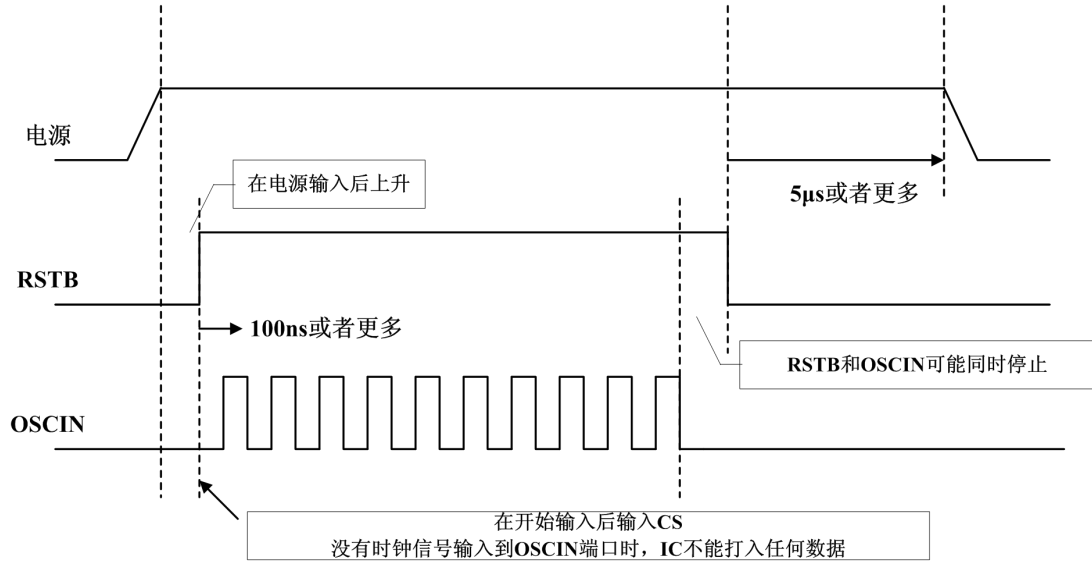 电源
在电源输入后上升
5μs或者更多
RSTB
100ns或者更多
RSTB和OSCIN可能同时停止
OSCIN
在开始输入后输入CS
没有时钟信号输入到OSCIN端口时，IC不能打入任何数据